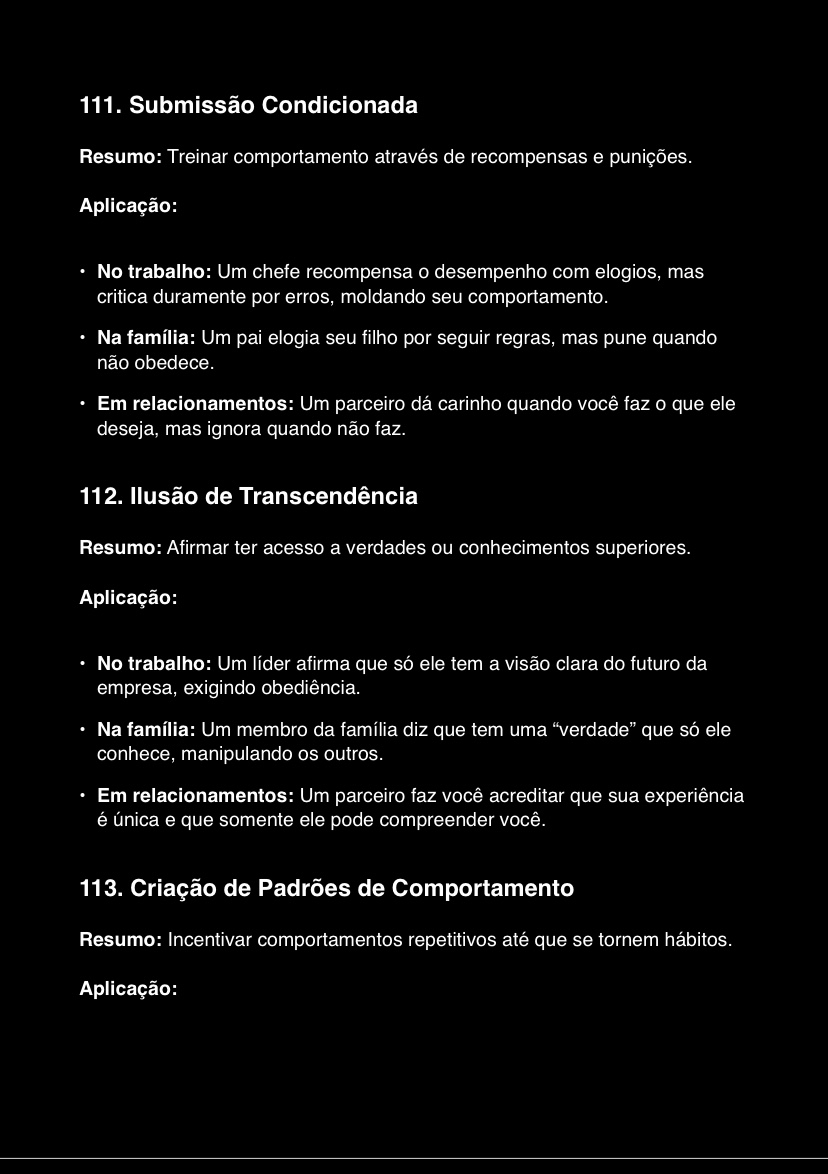 111. Submissão Condicionada
Resumo: Treinar comportamento através de recompensas e punições.
Aplicação:
• No trabalho: Um chefe recompensa o desempenho com elogios, mas
critica duramente por erros, moldando seu comportamento.
• Na família: Um pai elogia seu filho por seguir regras, mas pune quando
não obedece.
• Em relacionamentos: Um parceiro dá carinho quando você faz o que ele
deseja, mas ignora quando não faz.
112. Ilusão de Transcendência
Resumo: Afirmar ter acesso a verdades ou conhecimentos superiores.
Aplicação:
• No trabalho: Um líder afirma que só ele tem a visão clara do futuro da
empresa, exigindo obediência.
• Na família: Um membro da família diz que tem uma “verdade” que só ele
conhece, manipulando os outros.
• Em relacionamentos: Um parceiro faz você acreditar que sua experiência
é única e que somente ele pode compreender você.
113. Criação de Padrões de Comportamento
Resumo: Incentivar comportamentos repetitivos até que se tornem hábitos.
Aplicação: